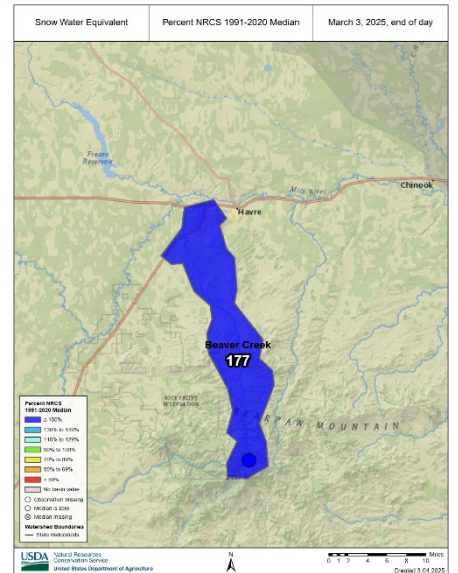 Snow Water Equivalent
Percent NRCS 1991-2020 Median
March 3, 2025, end of day
Fresno
Reservoir
Milk River
Chinook
Havre
Beaver Creek
177
ROCKY BOYS
RESERVATION
BEARPAW MOUNTAIN
Percent NRCS
1991-2020 Median
≥ 150%
130% to 149%
110% to 129%
90% to 109%
70% to 89%
50% to 69%
< 50%
No basin value
Observation Missing
Median is zero
Median missing
Watershed Boundaries
USDA
Natural Resources
Conservation Service
United States Department of Agriculture
N
0 1 2 4 6 8 10 Miles
Created 3 04 2025